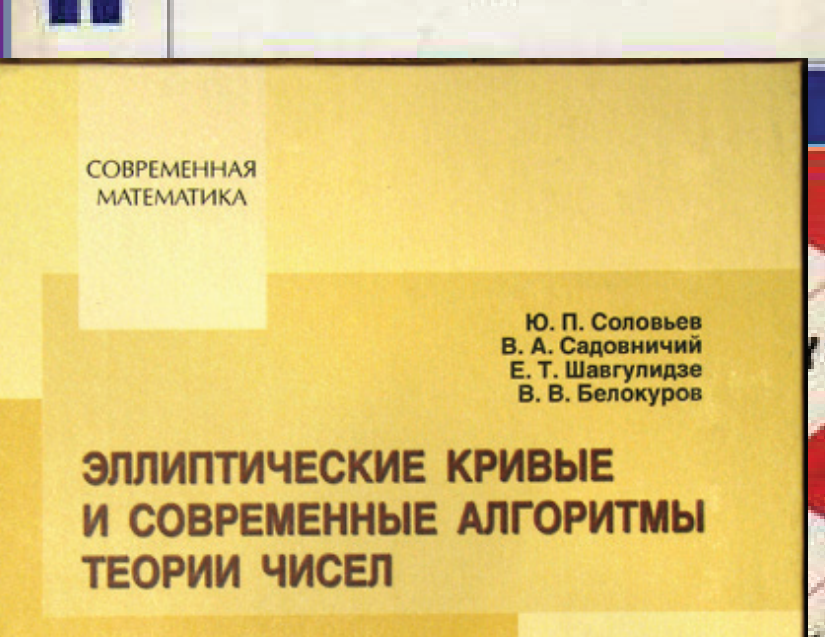 СОВРЕМЕННАЯ
МАТЕМАТИКА
Ю. П. Соловьев
В. А. Садовничий
Е. Т. Шавгулидзе
В. В. Белокуров
ЭЛЛИПТИЧЕСКИЕ КРИВЫЕ
И СОВРЕМЕННЫЕ АЛГОРИТМЫ
ТЕОРИИ ЧИСЕЛ